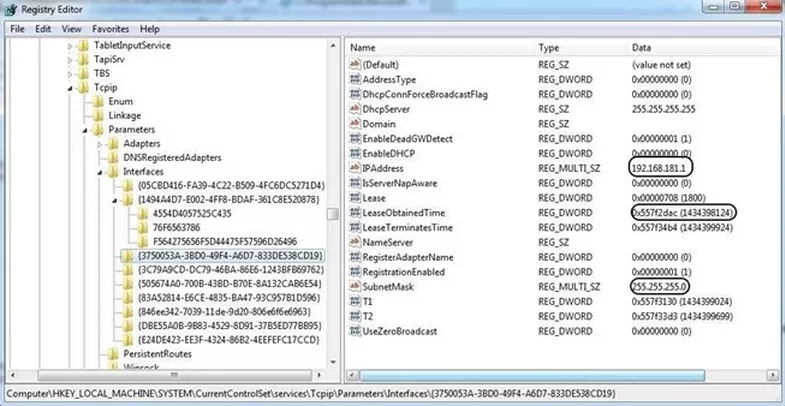 Registry Editor
File Edit View Favorites Help
TabletInputService
TapiSrv
TBS
Tcpip
Enum
Linkage
Parameters
Adapters
DNSRegisteredAdapters
Interfaces
{05CBD416-FA39-4C22-B509-4FC6DC5271D4}
{1494A4D7-E002-4FF8-BDAF-361C8E520878}
4554D4057525C435
76F6563786
F564275656F5D44475F57596D26496
{3750053A-3BD0-49F4-A6D7-833DE538CD19}
{3C79A9CD-DC79-46BA-86E6-1243BFB69762}
{505674A0-700B-43BD-B70E-EA8C52E7CCC0}
{83A52814-E6CE-4835-BA47-93C957B1D596}
{846ee342-7039-11de-9d20-806e6f6e6963}
{DBE55A0B-9B83-4529-8D91-37B5ED77BB95}
{E24DE423-EE3F-4324-86B2-4EEFEFC17CCD}
PersistentRoutes
Winsock
Name Type Data
(Default) REG_SZ (value not set)
AddressType REG_DWORD 0x00000000 (0)
DhcpConnForceBroadcastFlag REG_DWORD 0x00000000 (0)
DhcpServer REG_SZ 255.255.255.255
Domain REG_SZ
EnableDeadGWDetect REG_DWORD 0x00000001 (1)
EnableDHCP REG_DWORD 0x00000000 (0)
IPAddress REG_MULTI_SZ 192.168.181.1
IsServerNapAware REG_DWORD 0x00000000 (0)
Lease REG_DWORD 0x00000708 (1800)
LeaseObtainedTime REG_DWORD 0x557f2dac (1434398124)
LeaseTerminatesTime REG_DWORD 0x557f34b4 (1434399924)
NameServer REG_SZ
RegisterAdapterName REG_DWORD 0x00000000 (0)
RegistrationEnabled REG_DWORD 0x00000001 (1)
SubnetMask REG_MULTI_SZ 255.255.255.0
T1 REG_DWORD 0x557f3130 (1434399024)
T2 REG_DWORD 0x557f33d3 (1434399699)
UseZeroBroadcast REG_DWORD 0x00000000 (0)
Computer\HKEY_LOCAL_MACHINE\SYSTEM\CurrentControlSet\services\Tcpip\Parameters\Interfaces\{3750053A-3BD0-49F4-A6D7-833DE538CD19}